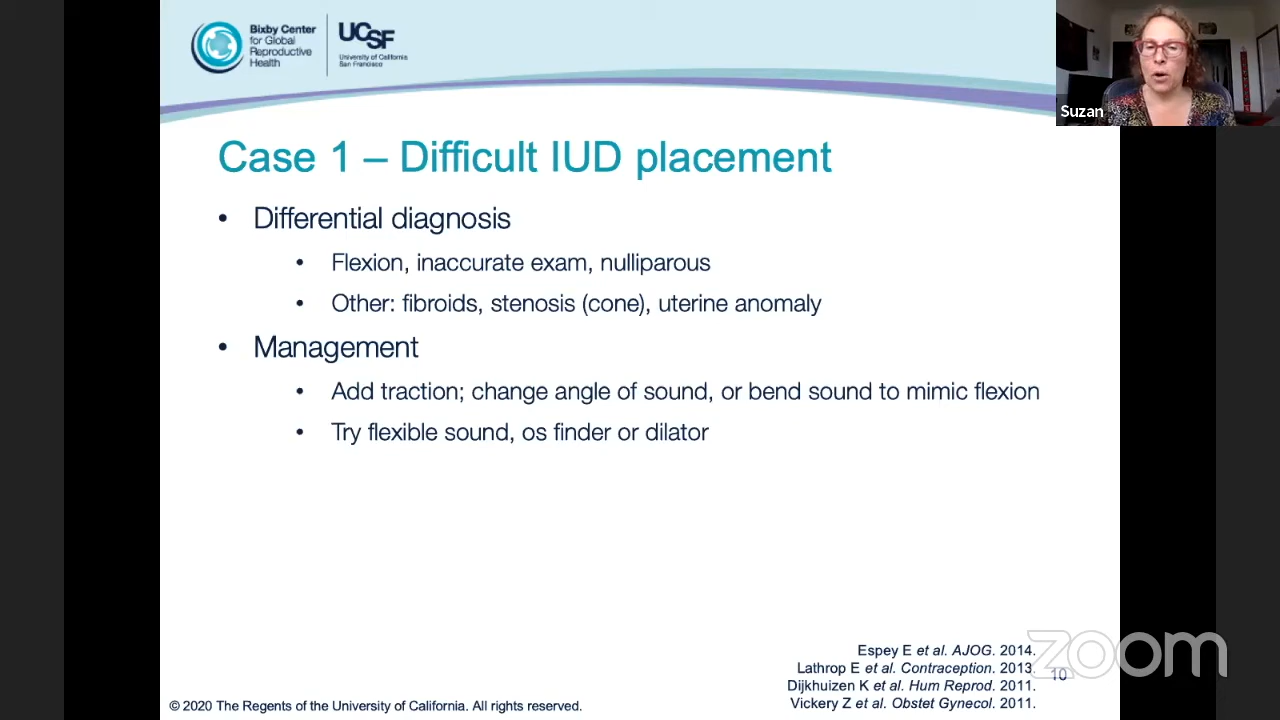 Bixby Center
for Global
Reproductive
Health
UCSF
University of California
San Francisco
Suzan
Case 1 – Difficult IUD placement
• Differential diagnosis
• Flexion, inaccurate exam, nulliparous
• Other: fibroids, stenosis (cone), uterine anomaly
• Management
• Add traction; change angle of sound, or bend sound to mimic flexion
• Try flexible sound, os finder or dilator
Espey E et al. AJOG. 2014.
Lathrop E et al. Contraception. 2013.
Dijkhuizen K et al. Hum Reprod. 2011.
Vickery Z et al. Obstet Gynecol. 2011.
10
zoom
© 2020 The Regents of the University of California. All rights reserved.